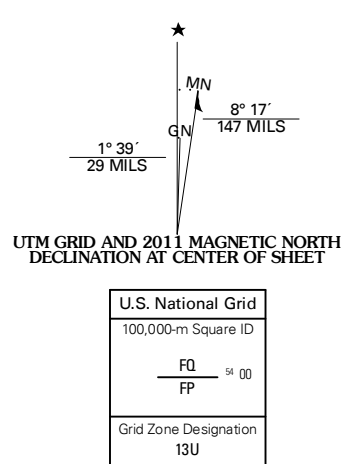 ★
MN
8° 17´
147 MILS
GN
1° 39´
29 MILS
UTM GRID AND 2011 MAGNETIC NORTH
DECLINATION AT CENTER OF SHEET
U.S. National Grid
100,000-m Square ID
FQ
54 00
FP
Grid Zone Designation
13U